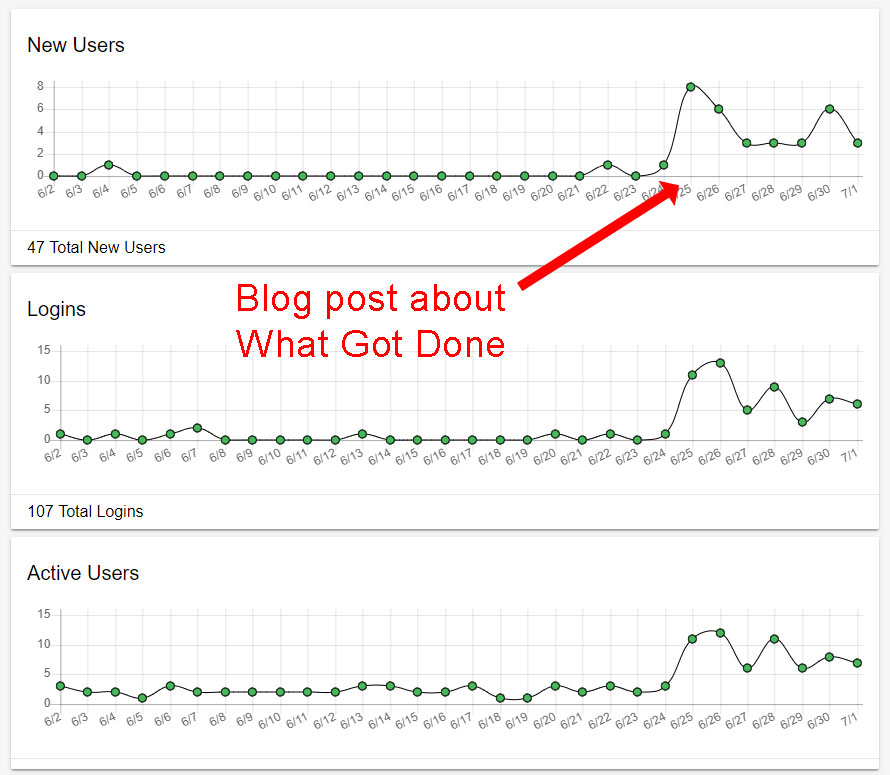 New Users
8
6
4
2
0
6/2 6/3 6/4 6/5 6/6 6/7 6/8 6/9 6/10 6/11 6/12 6/13 6/14 6/15 6/16 6/17 6/18 6/19 6/20 6/21 6/22 6/23 6/24 25 6/26 6/27 6/28 6/29 6/30 7/1
47 Total New Users
Blog post about
What Got Done
Logins
15
10
5
0
6/2 6/3 6/4 6/5 6/6 6/7 6/8 6/9 6/10 6/11 6/12 6/13 6/14 6/15 6/16 6/17 6/18 6/19 6/20 6/21 6/22 6/23 6/24 6/25 6/26 6/27 6/28 6/29 6/30 7/1
107 Total Logins
Active Users
15
10
5
0
6/2 6/3 6/4 6/5 6/6 6/7 6/8 6/9 6/10 6/11 6/12 6/13 6/14 6/15 6/16 6/17 6/18 6/19 6/20 6/21 6/22 6/23 6/24 6/25 6/26 6/27 6/28 6/29 6/30 7/1